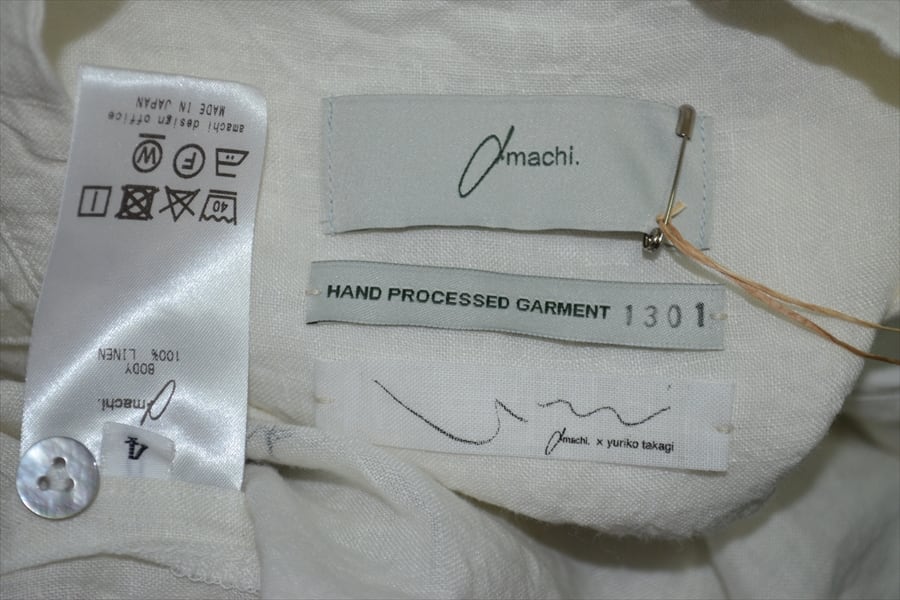 amachi.
HAND PROCESSED GARMENT 1301
amachi. x yuriko takagi
4
amachi.
BODY
100% LINEN
40
F
W
amachi design office
MADE IN JAPAN